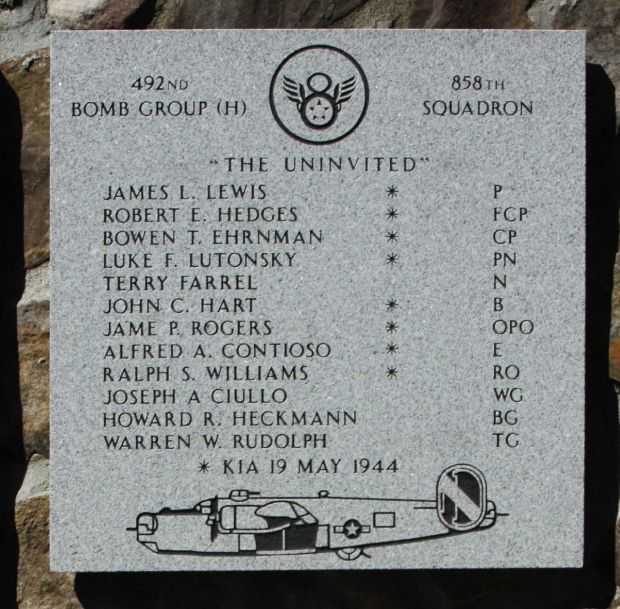 492ND 858TH
BOMB GROUP (H) SQUADRON
"THE UNINVITED"
JAMES L. LEWIS * P
ROBERT E. HEDGES * FCP
BOWEN T. EHRNMAN * CP
LUKE F. LUTONSKY * PN
TERRY FARREL N
JOHN C. HART * B
JAME P. ROGERS * OPO
ALFRED A. CONTIOSO * E
RALPH S. WILLIAMS * RO
JOSEPH A CIULLO WG
HOWARD R. HECKMANN BG
WARREN W. RUDOLPH TG
* KIA 19 MAY 1944